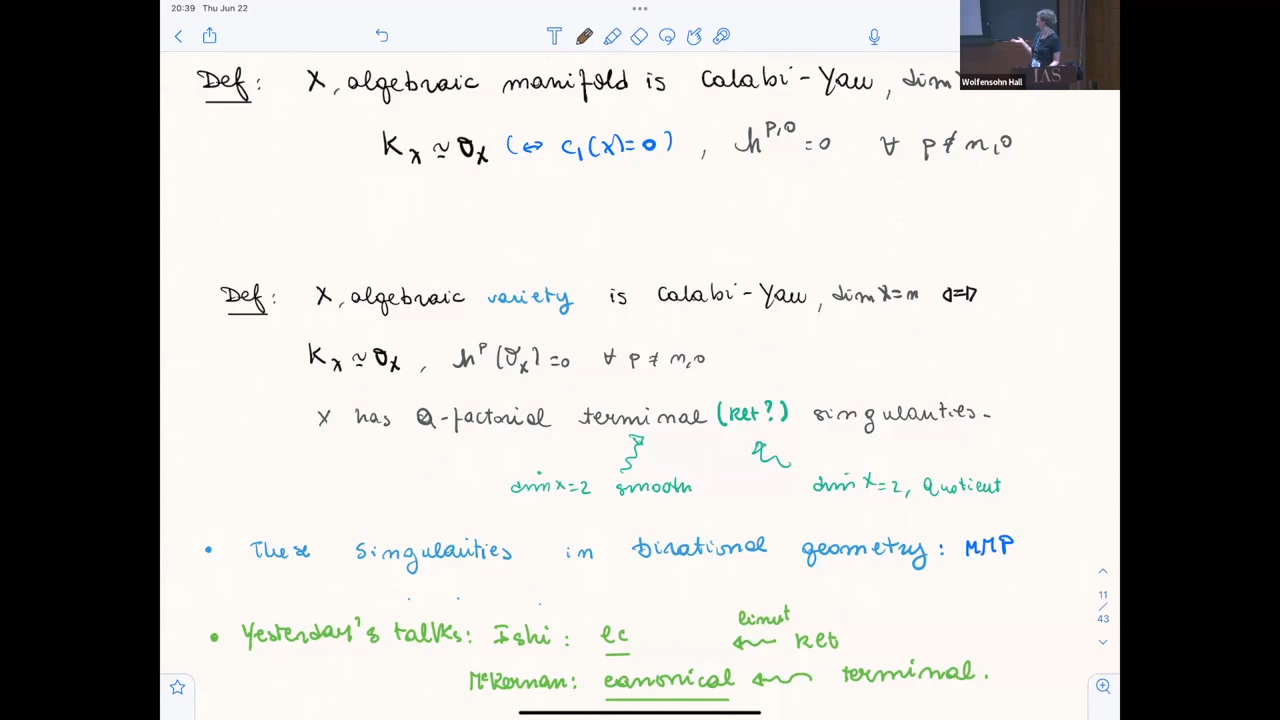 20:39 Thu Jun 22
IAS
Wolfensohn Hall
Def: X, algebraic manifold is Calabi-Yau, dim
K_X ≃ O_X (↔ c_1(X)=0), h^{p,0}=0 ∀ p≠n,0
Def: X, algebraic variety is Calabi-Yau, dim X=n ⇔
K_X ≃ O_X, h^p(O_X)=0 ∀ p≠n,0
X has Q-factorial terminal (klt?) singularities.
dim X=2 smooth dim X=2, Quotient
• These singularities in birational geometry: MMP
11
/
43
limit
• Yesterday's talks: Ishi: lc ← klt
McKernan: canonical ← terminal.